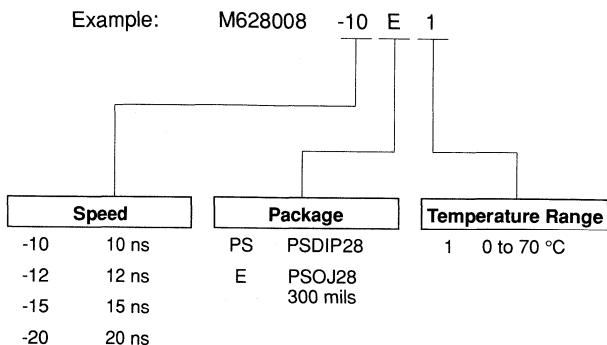 Example: M628008 -10 E 1
Speed Package Temperature Range
-10 10 ns PS PSDIP28 1 0 to 70 °C
-12 12 ns E PSOJ28
300 mils
-15 15 ns
-20 20 ns